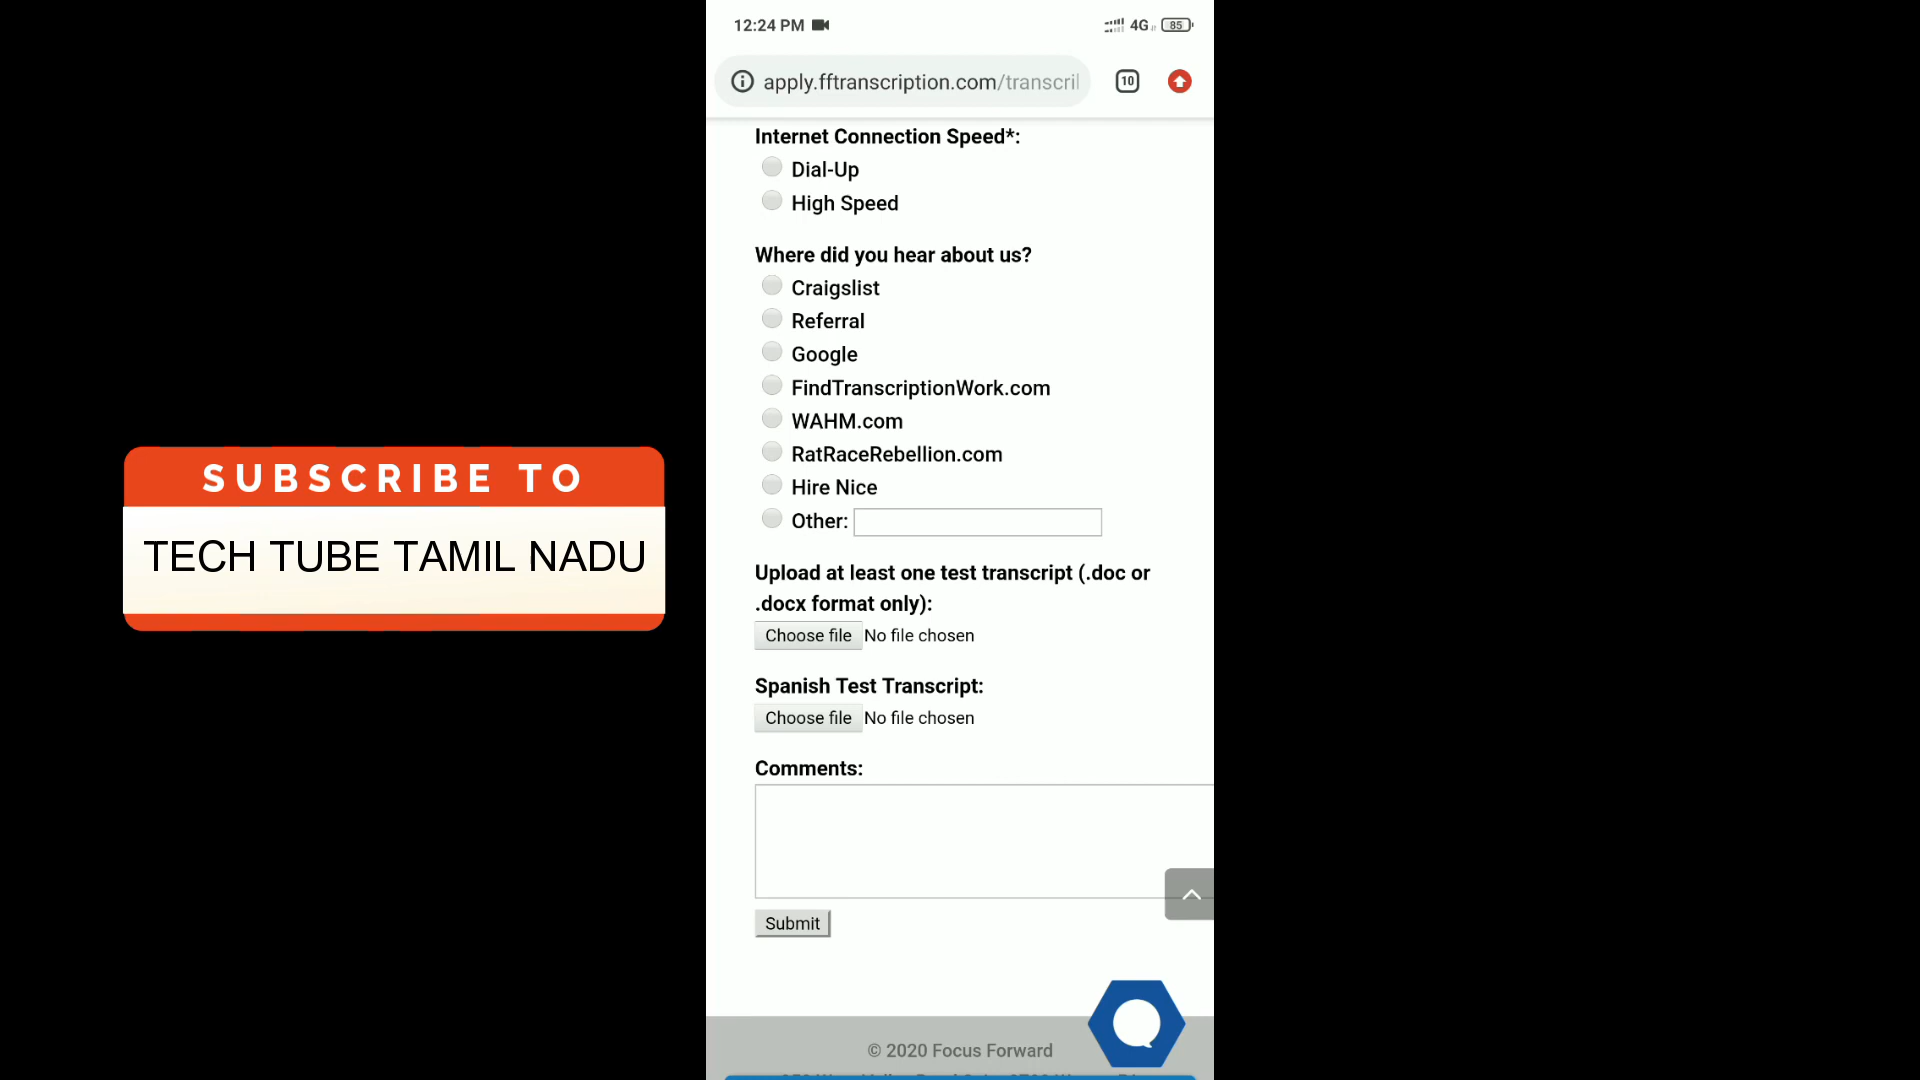 12:24 PM
4G
85
apply.fftranscription.com/transcri
10
Internet Connection Speed*:
Dial-Up
High Speed
Where did you hear about us?
Craigslist
Referral
Google
FindTranscriptionWork.com
WAHM.com
RatRaceRebellion.com
Hire Nice
Other:
Upload at least one test transcript (.doc or
.docx format only):
Choose file No file chosen
Spanish Test Transcript:
Choose file No file chosen
Comments:
Submit
© 2020 Focus Forward
SUBSCRIBE TO
TECH TUBE TAMIL NADU